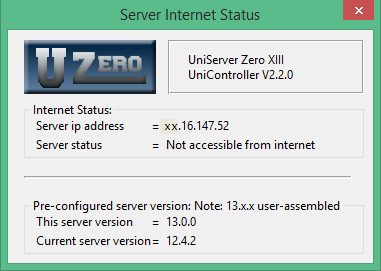 Server Internet Status
U ZERO
UniServer Zero XIII
UniController V2.2.0
Internet Status:
Server ip address = xx.16.147.52
Server status = Not accessible from internet
Pre-configured server version: Note: 13.x.x user-assembled
This server version = 13.0.0
Current server version= 12.4.2